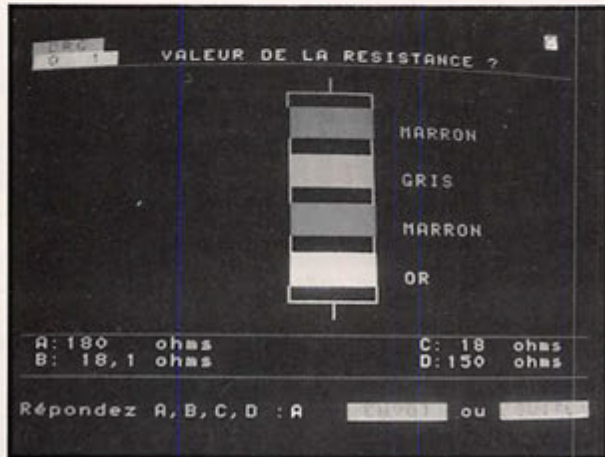 VALEUR DE LA RESISTANCE ?
MARRON
GRIS
MARRON
OR
A:180 ohms
B: 18,1 ohms
C: 18 ohms
D:150 ohms
Répondez A,B,C,D :A ENVOI ou SUITE